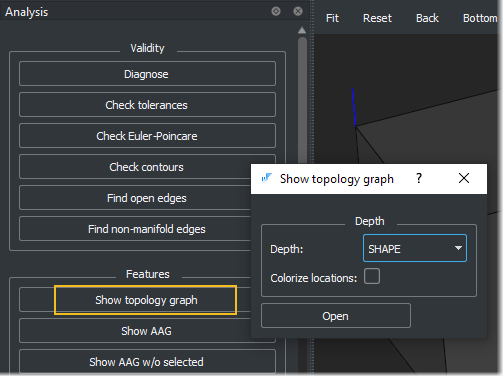 Analysis
Fit Reset Back Bottom
Validity
Diagnose
Check tolerances
Check Euler-Poincare
Check contours
Find open edges
Find non-manifold edges
Features
Show topology graph
Show AAG
Show AAG w/o selected
Show topology graph ?
Depth
Depth: SHAPE
Colorize locations:
Open